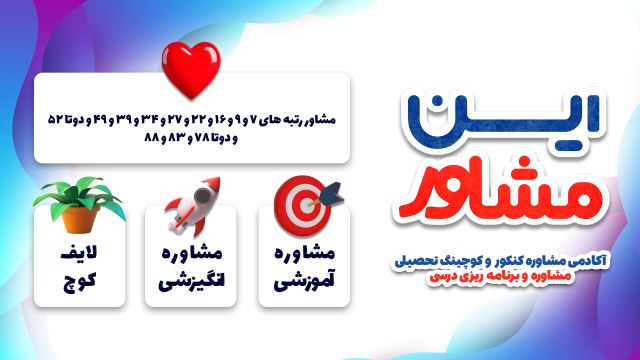 این
مشاور
آکادمی مشاوره کنکور و کوچینگ تحصیلی
مشاوره و برنامه ریزی درسی
مشاور رتبه های ۷ و ۹ و ۱۶ و ۲۲ و ۲۷ و ۳۴ و ۳۹ و ۴۹ و دوتا ۵۲
و دوتا ۷۸ و ۸۳ و ۸۸
مشاوره
آموزشی
مشاوره
انگیزشی
لایف
کوچ